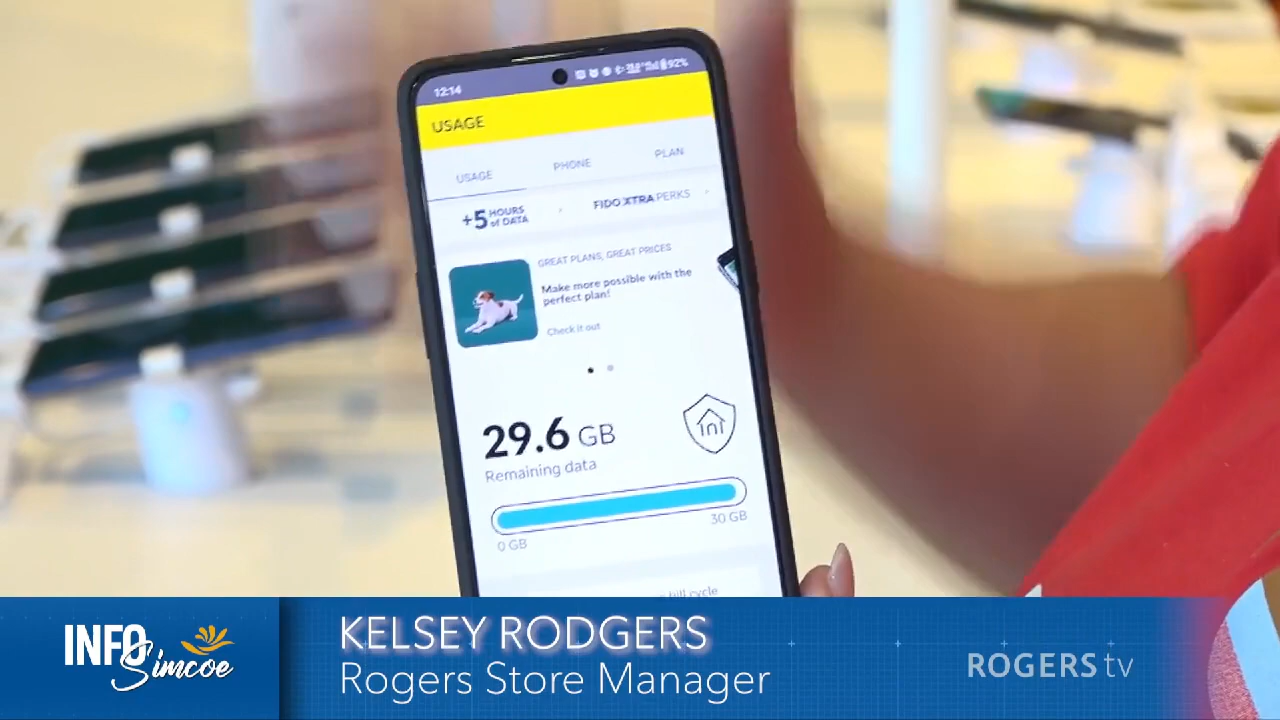 12:14
92%
USAGE
USAGE PHONE PLAN
+5 HOURS of DATA
FIDO XTRA PERKS
GREAT PLANS, GREAT PRICES
Make more possible with the
perfect plan!
Check it out
29.6 GB
Remaining data
0 GB
30 GB
bill cycle
INFO
Simcoe
KELSEY RODGERS
Rogers Store Manager
ROGERS tv